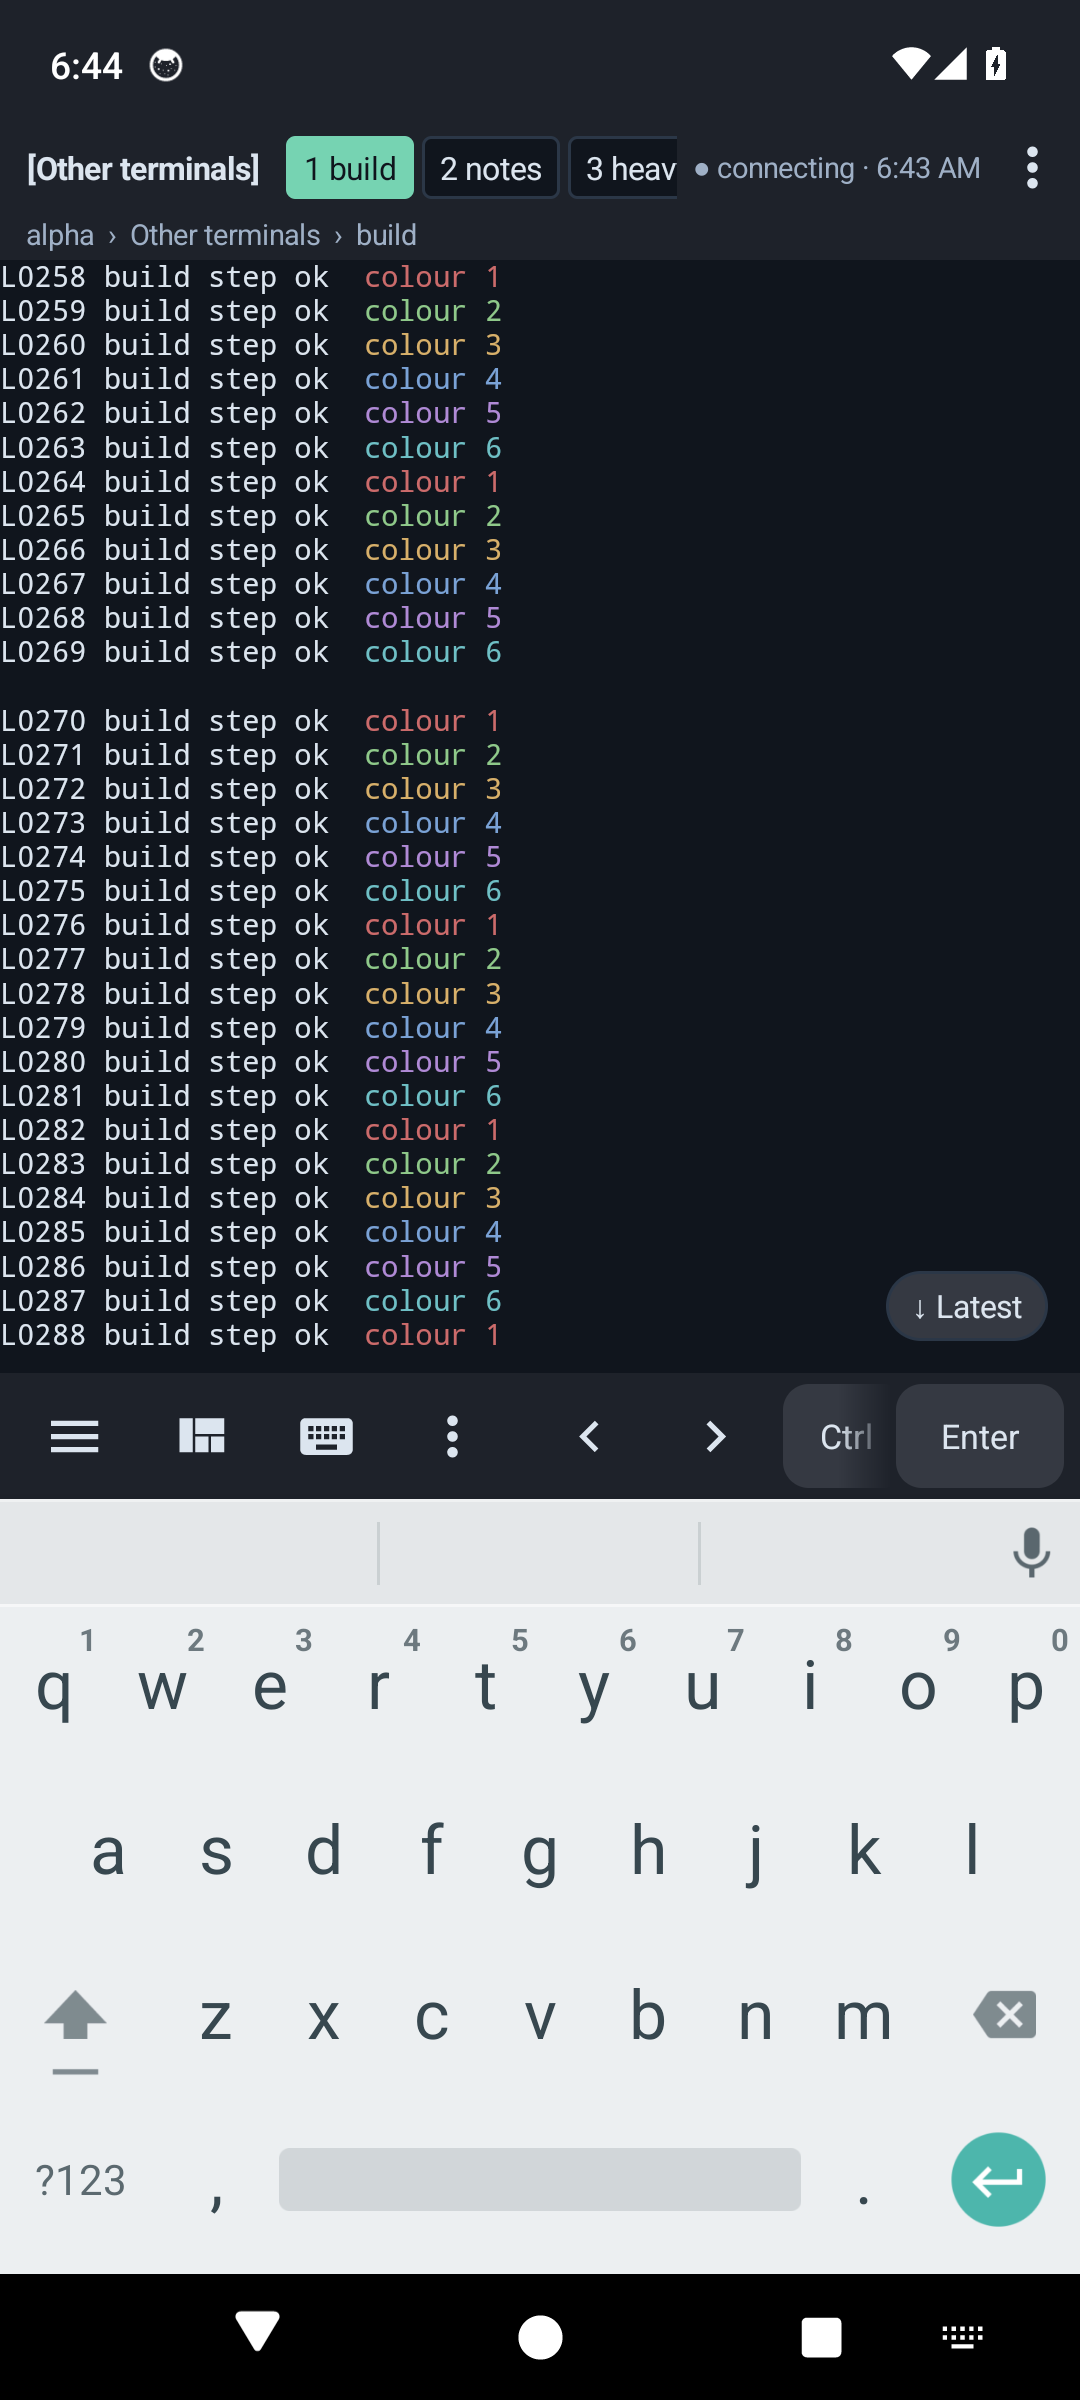 6:44
[Other terminals] 1 build 2 notes 3 heav connecting · 6:43 AM
alpha › Other terminals › build
L0258 build step ok  colour 1
L0259 build step ok  colour 2
L0260 build step ok  colour 3
L0261 build step ok  colour 4
L0262 build step ok  colour 5
L0263 build step ok  colour 6
L0264 build step ok  colour 1
L0265 build step ok  colour 2
L0266 build step ok  colour 3
L0267 build step ok  colour 4
L0268 build step ok  colour 5
L0269 build step ok  colour 6
L0270 build step ok  colour 1
L0271 build step ok  colour 2
L0272 build step ok  colour 3
L0273 build step ok  colour 4
L0274 build step ok  colour 5
L0275 build step ok  colour 6
L0276 build step ok  colour 1
L0277 build step ok  colour 2
L0278 build step ok  colour 3
L0279 build step ok  colour 4
L0280 build step ok  colour 5
L0281 build step ok  colour 6
L0282 build step ok  colour 1
L0283 build step ok  colour 2
L0284 build step ok  colour 3
L0285 build step ok  colour 4
L0286 build step ok  colour 5
L0287 build step ok  colour 6
L0288 build step ok  colour 1
↓ Latest
Ctrl Enter
1 2 3 4 5 6 7 8 9 0
q w e r t y u i o p
a s d f g h j k l
z x c v b n m
?123 , .